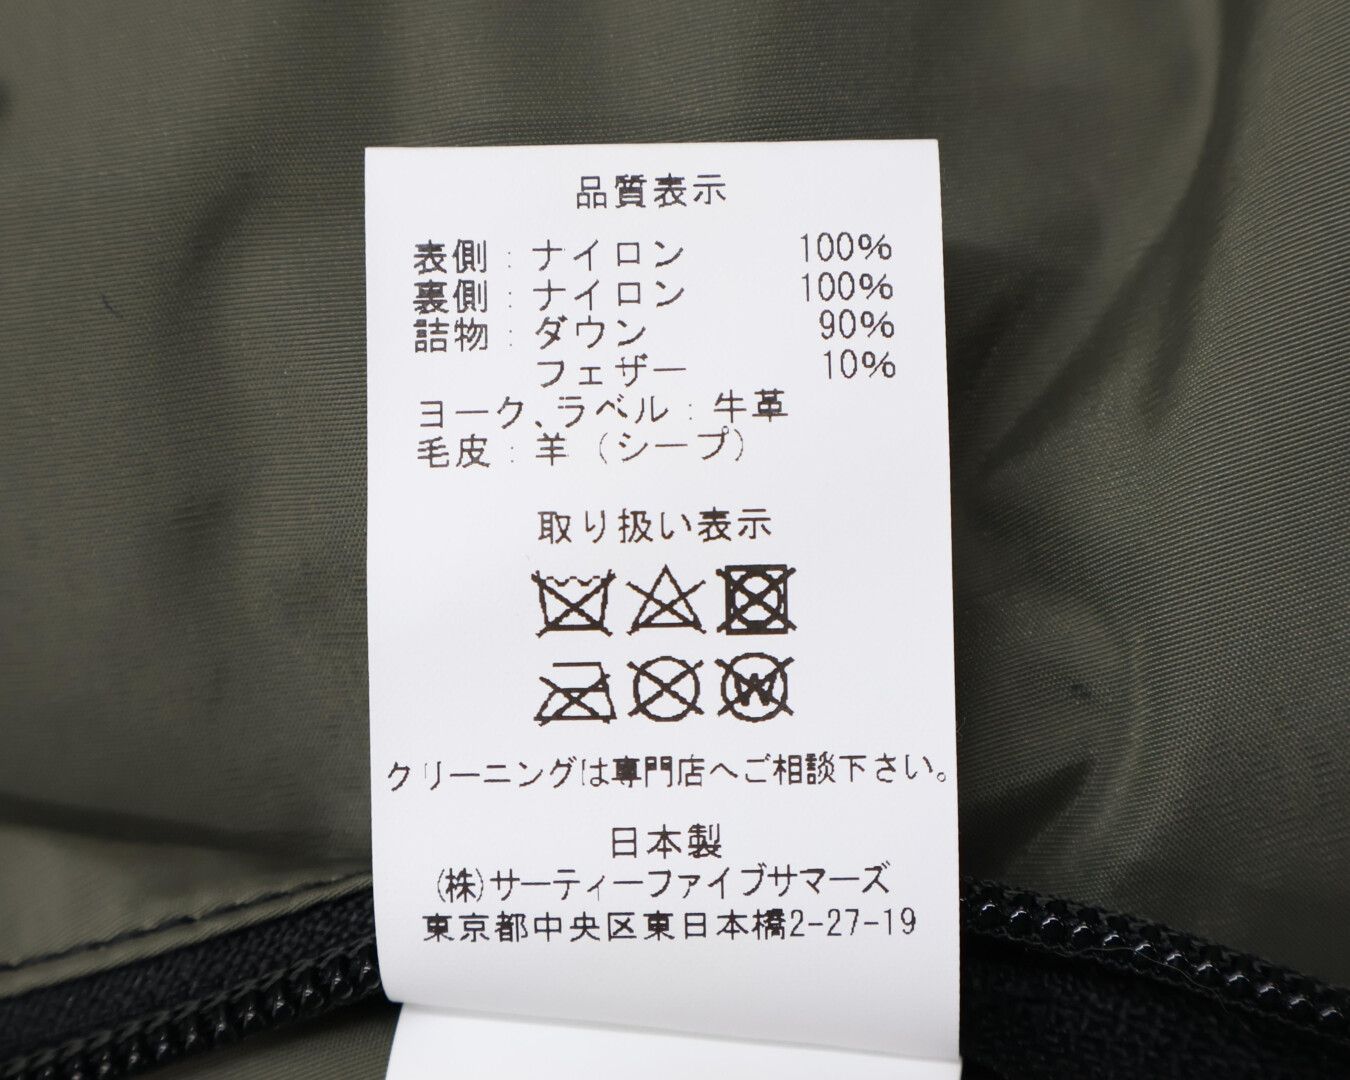 品質表示
表側：ナイロン 100%
裏側：ナイロン 100%
詰物：ダウン 90%
フェザー 10%
ヨーク、ラベル：牛革
毛皮：羊（シープ）
取り扱い表示
W
クリーニングは専門店へご相談下さい。
日本製
(株)サーティーファイブサマーズ
東京都中央区東日本橋2-27-19